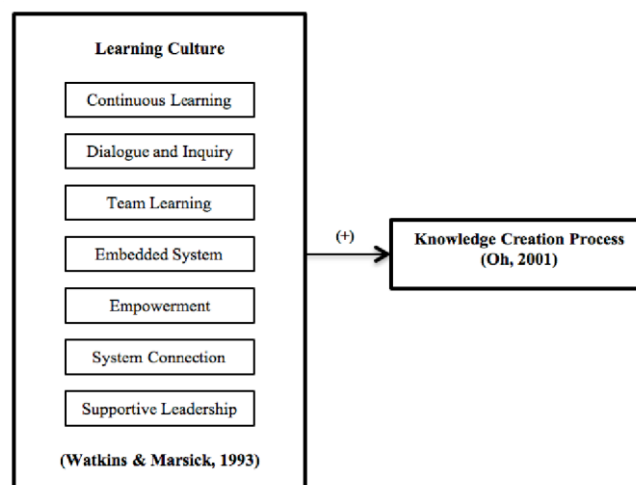 Learning Culture
Continuous Learning
Dialogue and Inquiry
Team Learning
Embedded System
Empowerment
System Connection
Supportive Leadership
(Watkins & Marsick, 1993)
(+)
Knowledge Creation Process
(Oh, 2001)